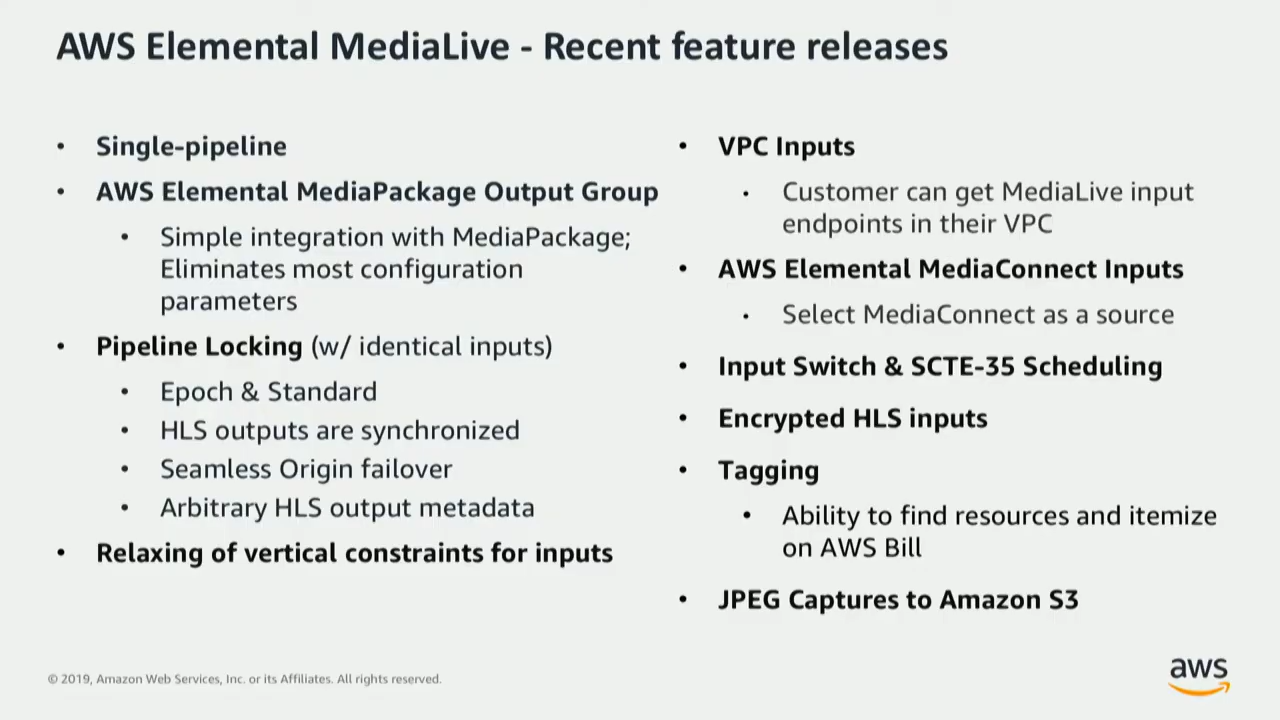 AWS Elemental MediaLive - Recent feature releases
• Single-pipeline
• AWS Elemental MediaPackage Output Group
• Simple integration with MediaPackage;
Eliminates most configuration
parameters
• Pipeline Locking (w/ identical inputs)
• Epoch & Standard
• HLS outputs are synchronized
• Seamless Origin failover
• Arbitrary HLS output metadata
• Relaxing of vertical constraints for inputs
• VPC Inputs
• Customer can get MediaLive input
endpoints in their VPC
• AWS Elemental MediaConnect Inputs
• Select MediaConnect as a source
• Input Switch & SCTE-35 Scheduling
• Encrypted HLS inputs
• Tagging
• Ability to find resources and itemize
on AWS Bill
• JPEG Captures to Amazon S3
© 2019, Amazon Web Services, Inc. or its Affiliates. All rights reserved.
aws